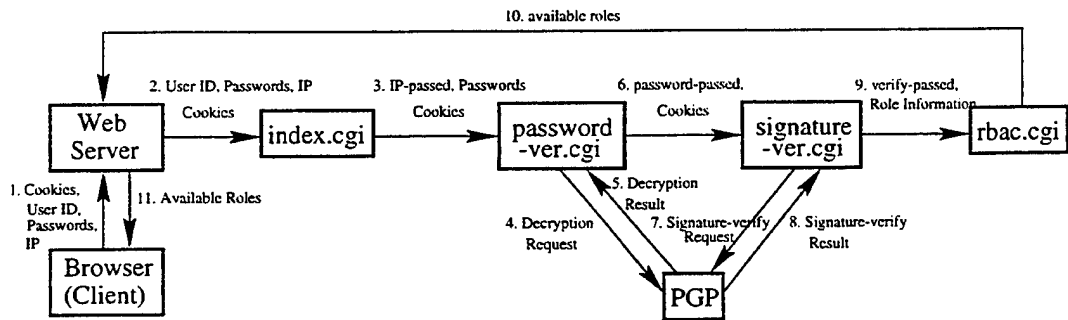 10. available roles
2. User ID, Passwords, IP
Cookies
3. IP-passed, Passwords
Cookies
6. password-passed,
Cookies
9. verify-passed,
Role Information
Web
Server
index.cgi
password
-ver.cgi
signature
-ver.cgi
rbac.cgi
1. Cookies,
User ID,
Passwords,
IP
11. Available Roles
5. Decryption
Result
4. Decryption
Request
7. Signature-verify
Request
8. Signature-verify
Result
Browser
(Client)
PGP